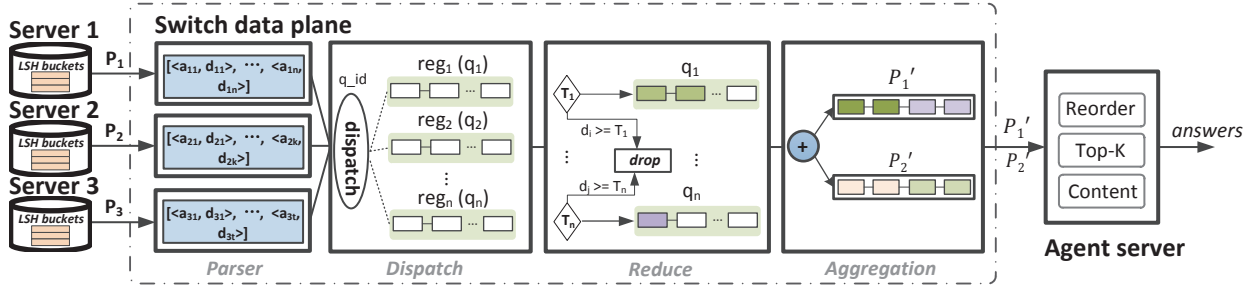 Switch data plane
Server 1
LSH buckets
P1
[<a11, d11>, ···, <a1n,
d1n>]
Server 2
LSH buckets
P2
[<a21, d21>, ···, <a2k,
d2k>]
Server 3
LSH buckets
P3
[<a31, d31>, ···, <a3t,
d3t>]
Parser
q_id
dispatch
reg1 (q1)
...
reg2 (q2)
...
...
regn (qn)
...
Dispatch
T1
q1
...
di >= T1
...
drop
...
dj >= Tn
Tn
qn
...
Reduce
+
P1′
P2′
Aggregation
P1′
P2′
Reorder
Top-K
Content
Agent server
answers